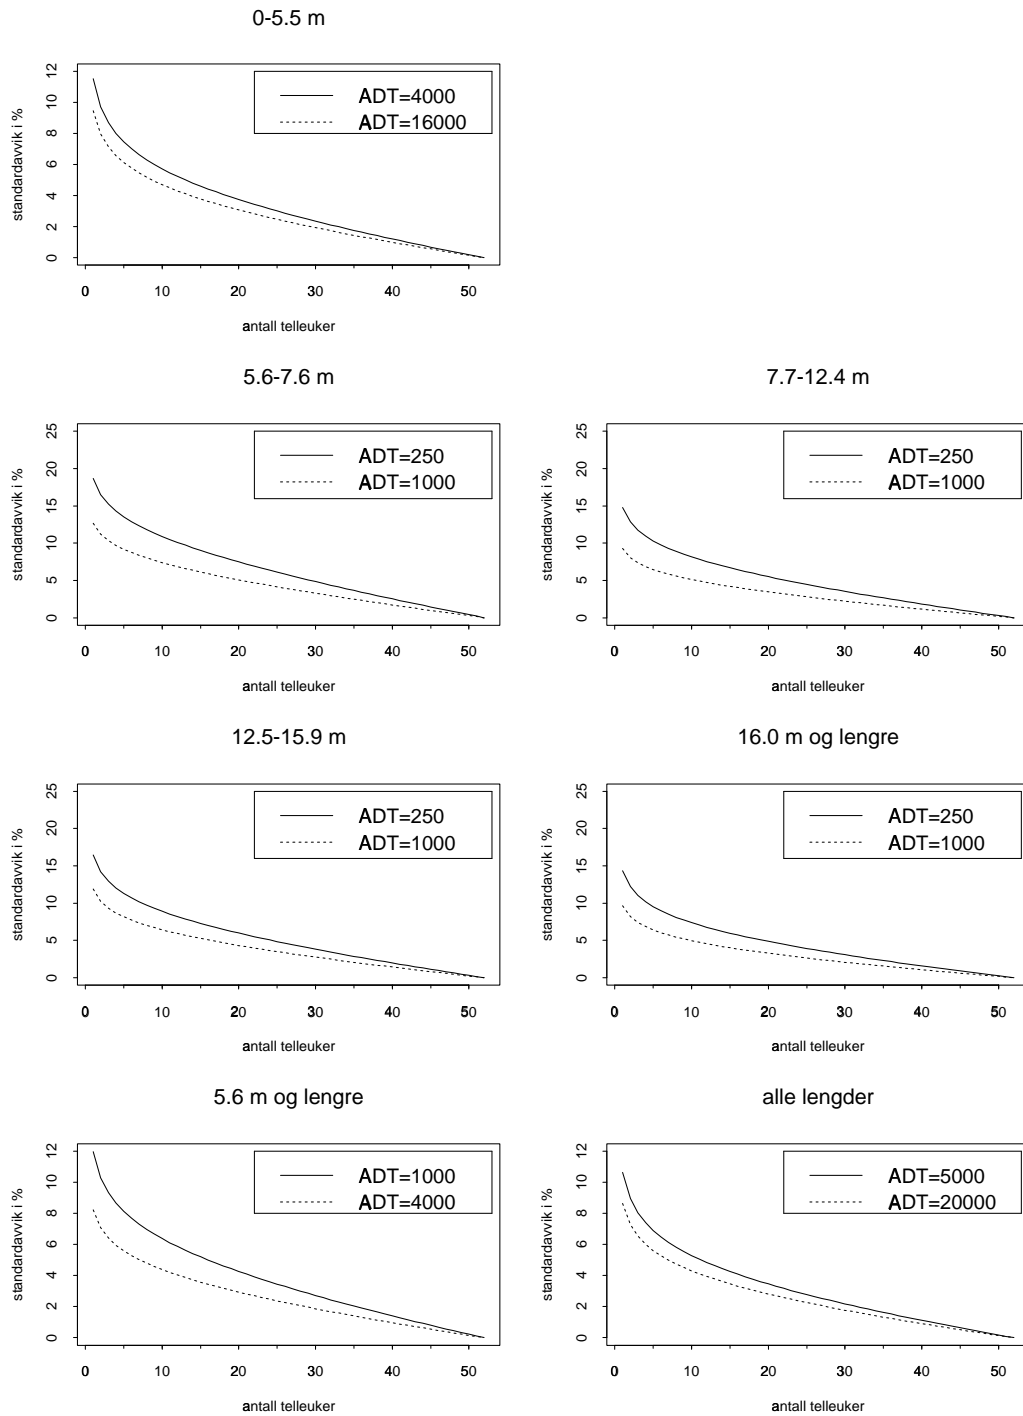 0-5.5 m
standardavvik i %
0 2 4 6 8 10 12
ADT=4000
ADT=16000
0 10 20 30 40 50
antall telleuker
5.6-7.6 m
standardavvik i %
0 5 10 15 20 25
ADT=250
ADT=1000
0 10 20 30 40 50
antall telleuker
7.7-12.4 m
standardavvik i %
0 5 10 15 20 25
ADT=250
ADT=1000
0 10 20 30 40 50
antall telleuker
12.5-15.9 m
standardavvik i %
0 5 10 15 20 25
ADT=250
ADT=1000
0 10 20 30 40 50
antall telleuker
16.0 m og lengre
standardavvik i %
0 5 10 15 20 25
ADT=250
ADT=1000
0 10 20 30 40 50
antall telleuker
5.6 m og lengre
standardavvik i %
0 2 4 6 8 10 12
ADT=1000
ADT=4000
0 10 20 30 40 50
antall telleuker
alle lengder
standardavvik i %
0 2 4 6 8 10 12
ADT=5000
ADT=20000
0 10 20 30 40 50
antall telleuker